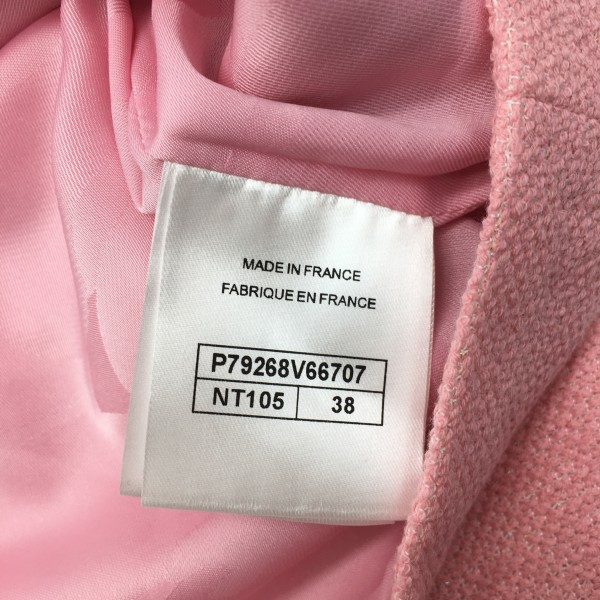 MADE IN FRANCE
FABRIQUE EN FRANCE
P79268V66707
NT105 38